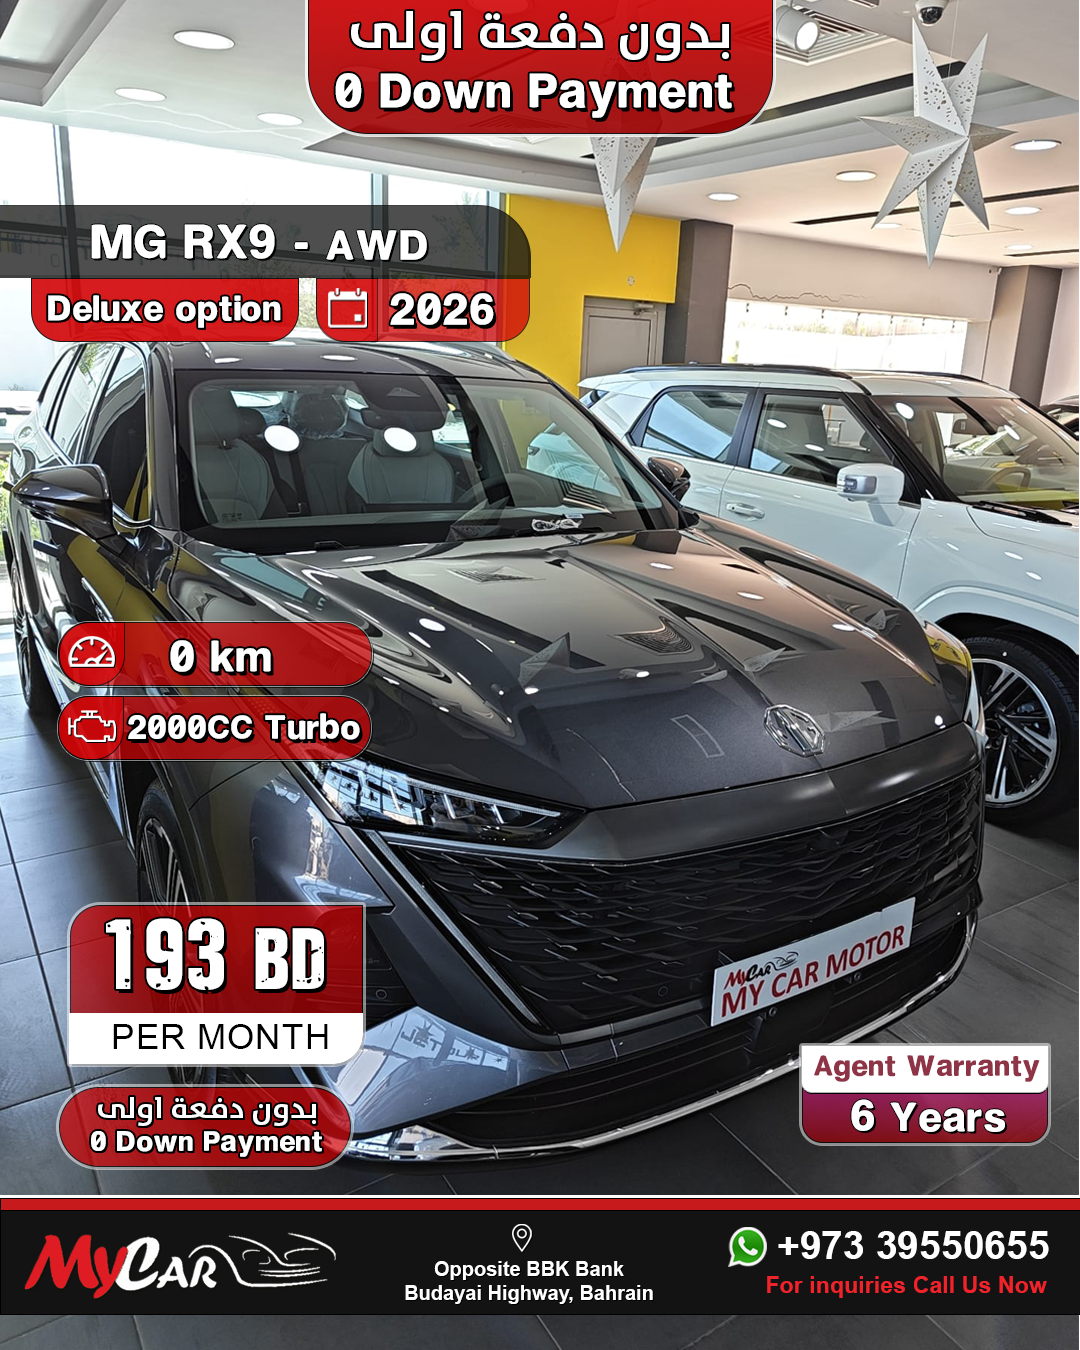 بدون دفعة اولى
0 Down Payment
MG RX9 - AWD
Deluxe option
2026
0 km
2000CC Turbo
193 BD
PER MONTH
بدون دفعة اولى
0 Down Payment
MyCar
MY CAR MOTOR
Agent Warranty
6 Years
MyCar
Opposite BBK Bank
Budayai Highway, Bahrain
+973 39550655
For inquiries Call Us Now